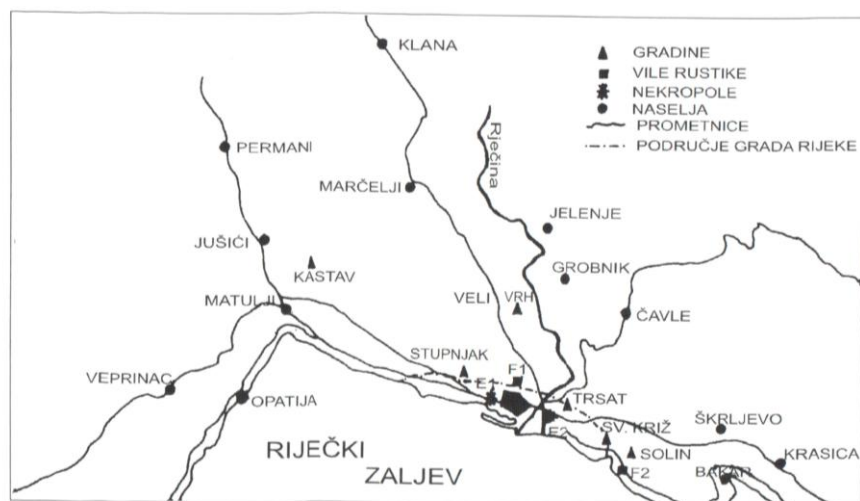 KLANA
GRADINE
VILE RUSTIKE
NEKROPOLE
NASELJA
PROMETNICE
PODRUČJE GRADA RIJEKE
Rječina
PERMANI
MARČELJI
JELENJE
JUŠIĆI
KASTAV
GROBNIK
VELI VRH
MATULJI
ČAVLE
STUPNJAK
F1
VEPRINAC
E1
OPATIJA
TRSAT
E2
SV. KRIŽ
ŠKRLJEVO
RIJEČKI
ZALJEV
SOLIN
KRASICA
F2
BAKAR